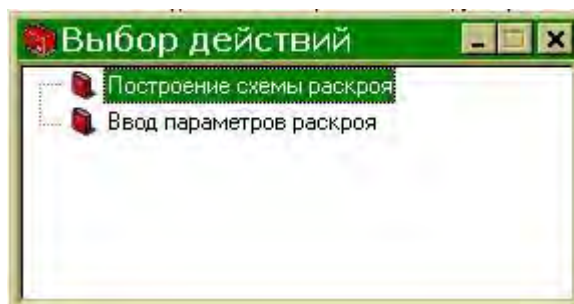 Выбор действий
Построение схемы раскроя
Ввод параметров раскроя